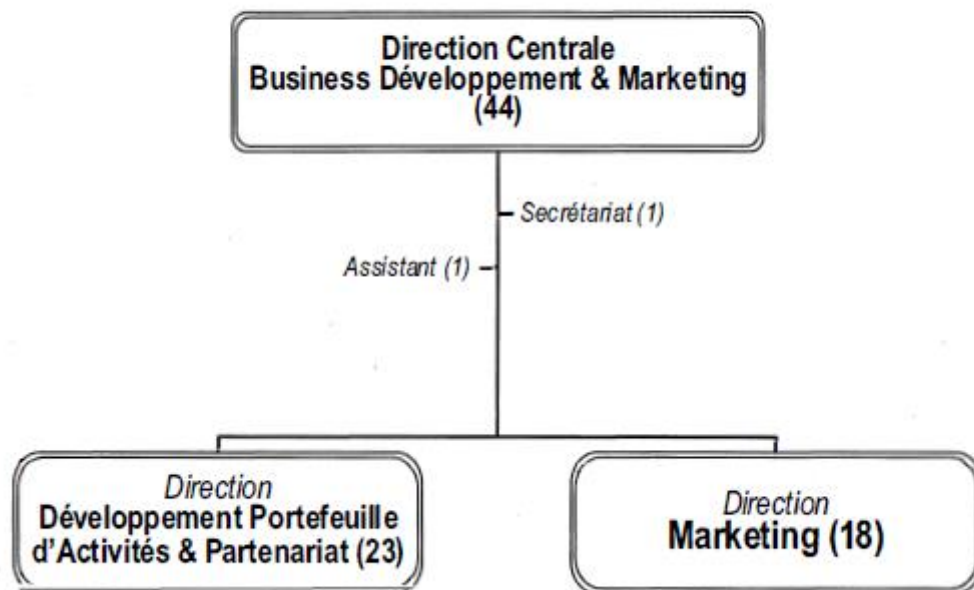 Direction Centrale
Business Développement & Marketing
(44)
Secrétariat (1)
Assistant (1)
Direction
Développement Portefeuille
d'Activités & Partenariat (23)
Direction
Marketing (18)